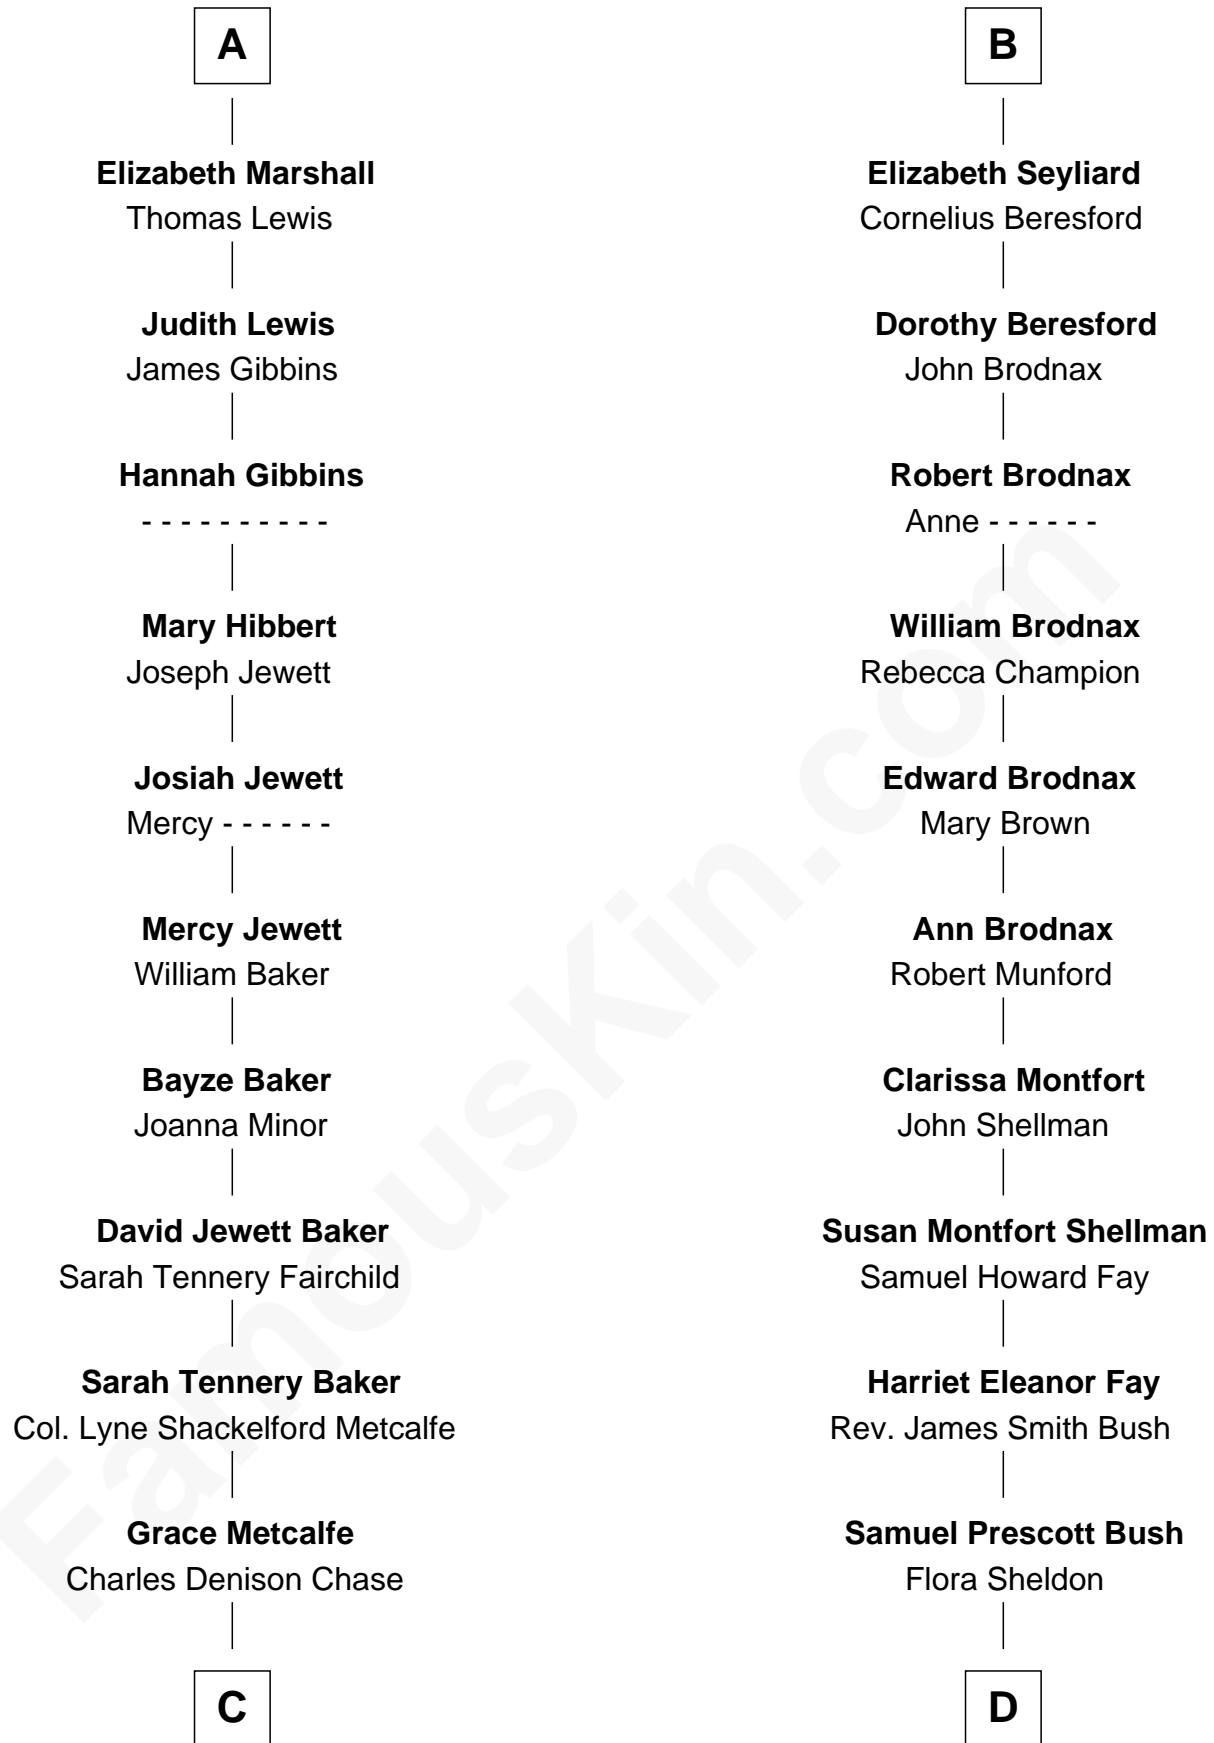 A
Elizabeth Marshall
Thomas Lewis
Judith Lewis
James Gibbins
Hannah Gibbins
- - - - - - - - - -
Mary Hibbert
Joseph Jewett
Josiah Jewett
Mercy - - - - - -
Mercy Jewett
William Baker
Bayze Baker
Joanna Minor
David Jewett Baker
Sarah Tennery Fairchild
Sarah Tennery Baker
Col. Lyne Shackelford Metcalfe
Grace Metcalfe
Charles Denison Chase
C
B
Elizabeth Seyliard
Cornelius Beresford
Dorothy Beresford
John Brodnax
Robert Brodnax
Anne - - - - - -
William Brodnax
Rebecca Champion
Edward Brodnax
Mary Brown
Ann Brodnax
Robert Munford
Clarissa Montfort
John Shellman
Susan Montfort Shellman
Samuel Howard Fay
Harriet Eleanor Fay
Rev. James Smith Bush
Samuel Prescott Bush
Flora Sheldon
D
FamousKin.com